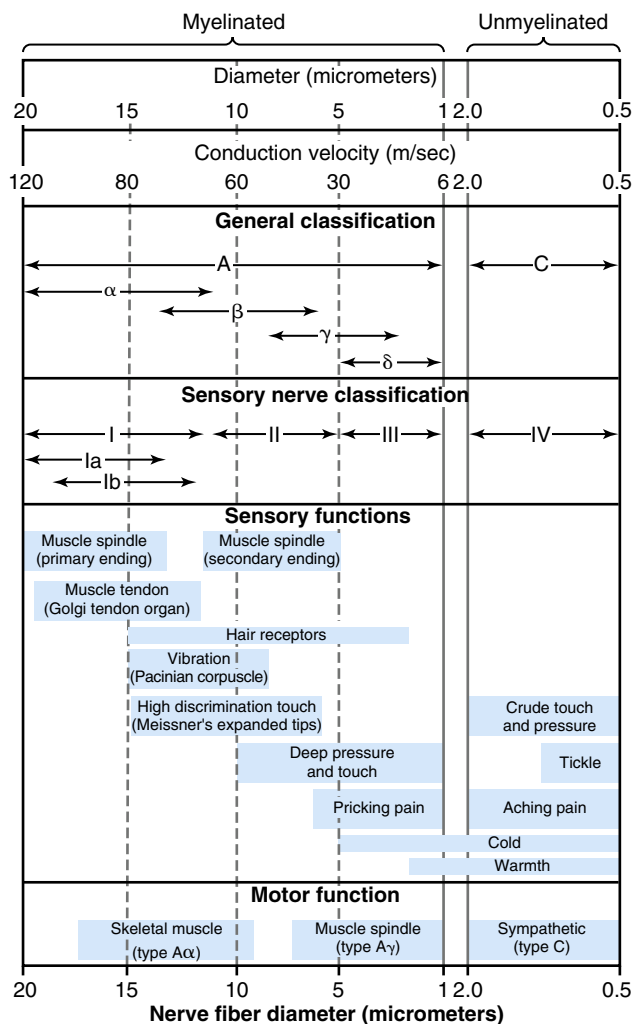 Myelinated Unmyelinated
Diameter (micrometers)
20 15 10 5 1 2.0 0.5
Conduction velocity (m/sec)
120 80 60 30 6 2.0 0.5
General classification
A C
α
β
γ
δ
Sensory nerve classification
I II III IV
Ia
Ib
Sensory functions
Muscle spindle Muscle spindle
(primary ending) (secondary ending)
Muscle tendon
(Golgi tendon organ)
Hair receptors
Vibration
(Pacinian corpuscle)
High discrimination touch Crude touch
(Meissner's expanded tips) and pressure
Deep pressure
and touch Tickle
Pricking pain Aching pain
Cold
Warmth
Motor function
Skeletal muscle Muscle spindle Sympathetic
(type Aα) (type Aγ) (type C)
20 15 10 5 1 2.0 0.5
Nerve fiber diameter (micrometers)